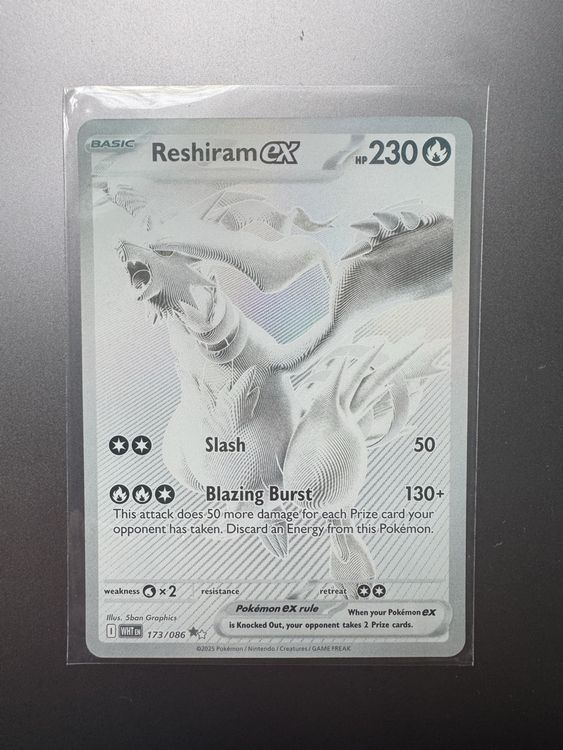 BASIC Reshiram ex HP 230
Slash 50
Blazing Burst 130+
This attack does 50 more damage for each Prize card your
opponent has taken. Discard an Energy from this Pokémon.
weakness ×2 resistance retreat
Pokémon ex rule When your Pokémon ex
is Knocked Out, your opponent takes 2 Prize cards.
Illus. 5ban Graphics
I WHT EN 173/086
©2025 Pokémon / Nintendo / Creatures / GAME FREAK